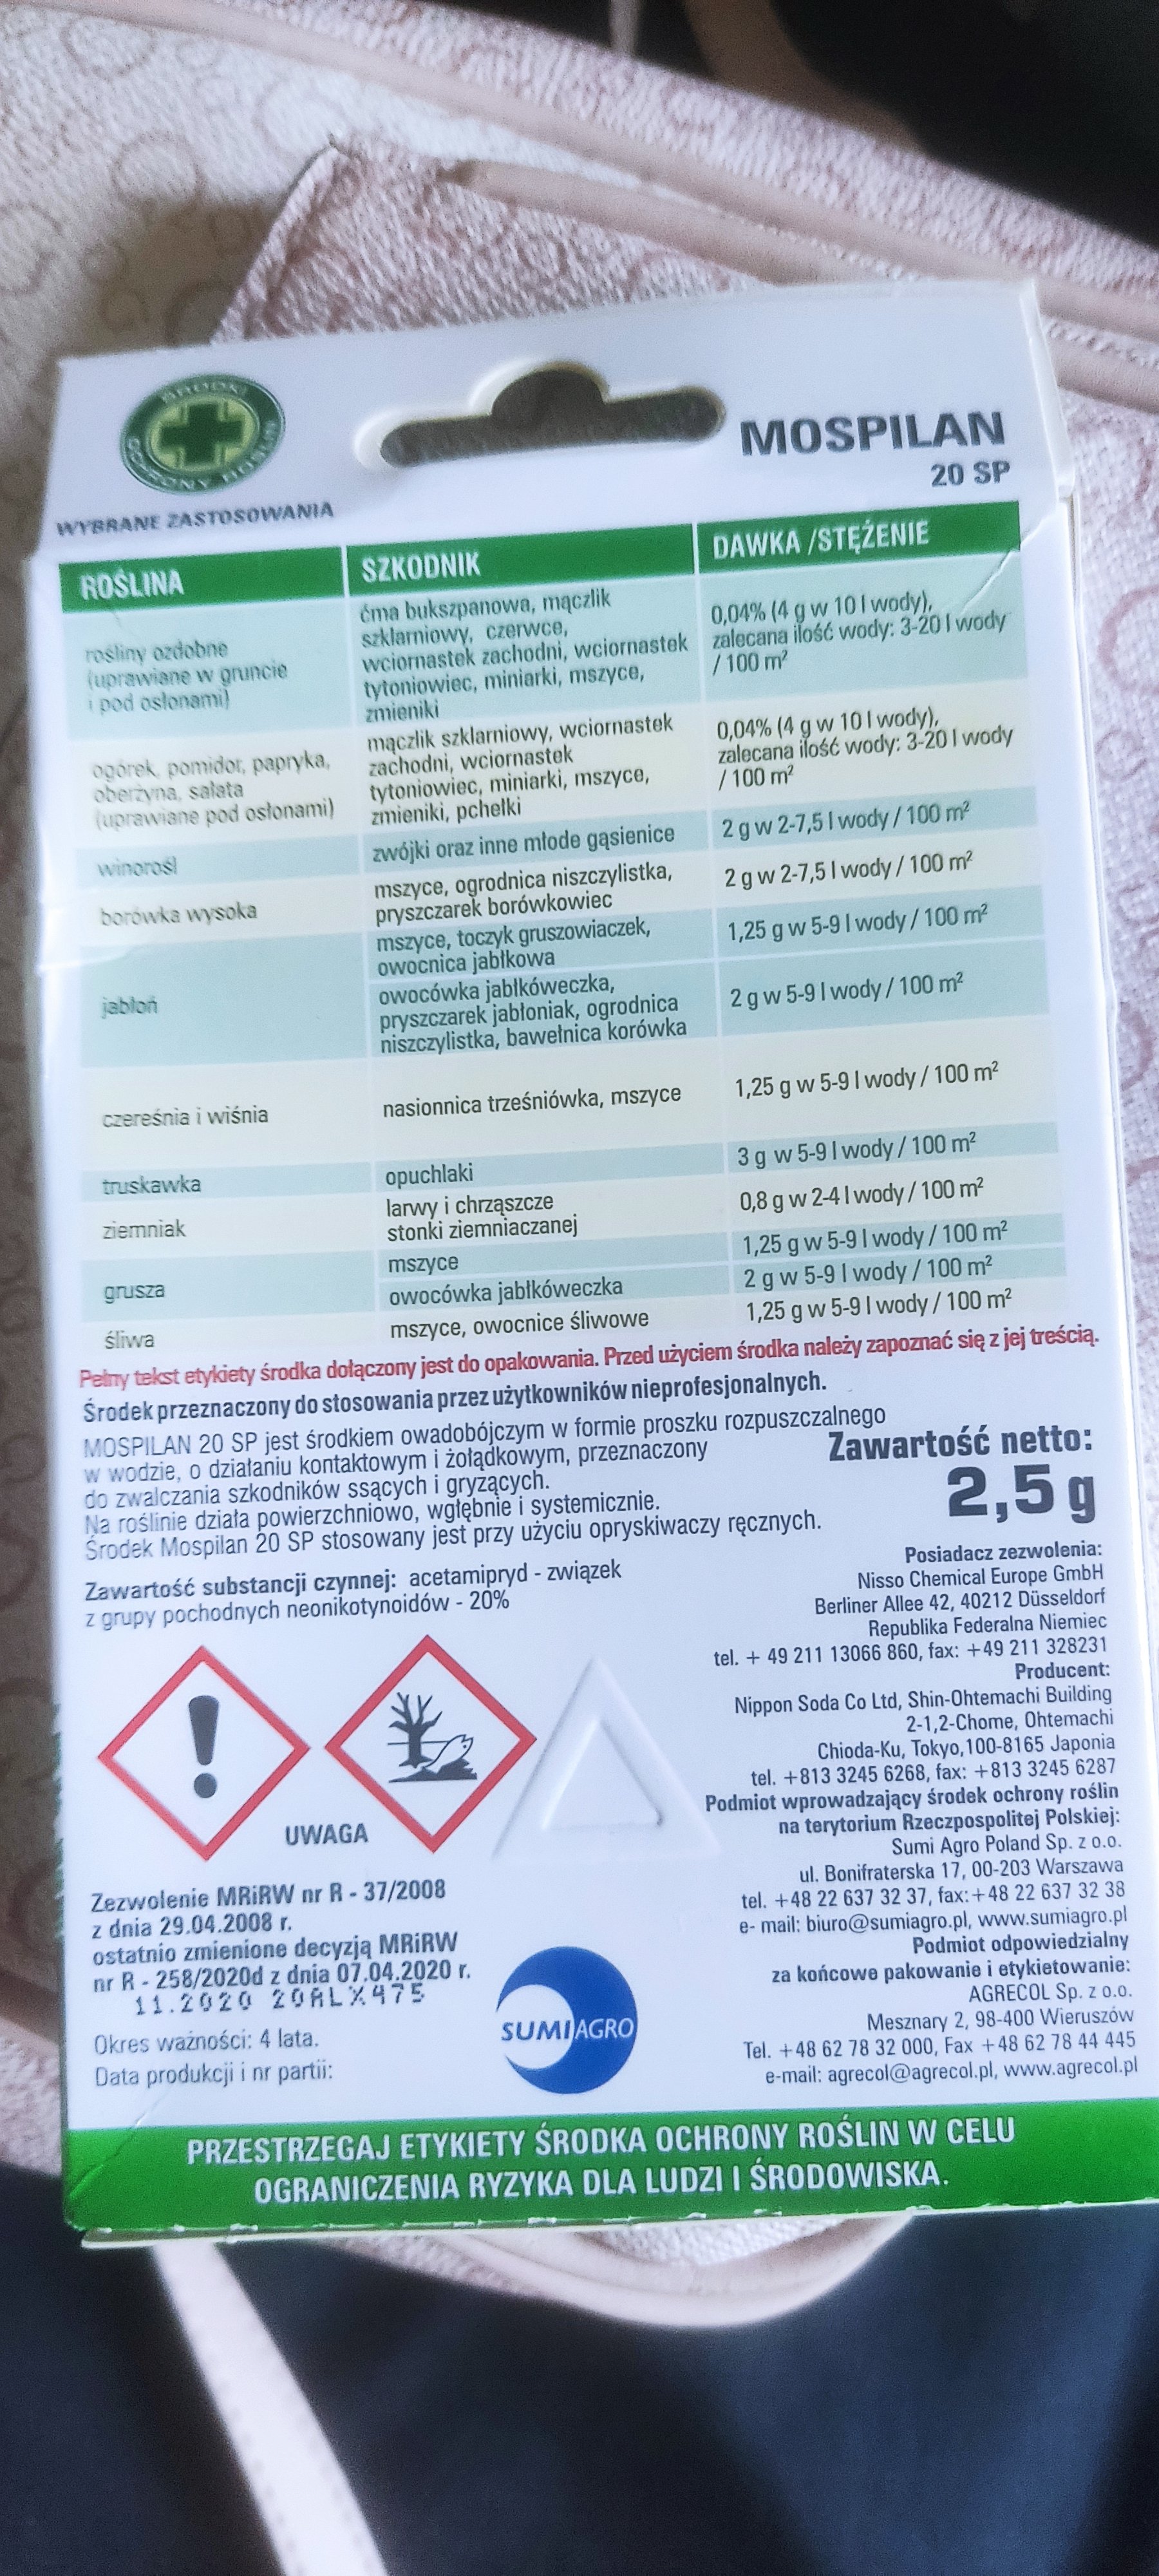 ŚRODKI
OCHRONY ROŚLIN
MOSPILAN
20 SP
WYBRANE ZASTOSOWANIA
ROŚLINA SZKODNIK DAWKA /STĘŻENIE
rośliny ozdobne
(uprawiane w gruncie
i pod osłonami)
ćma bukszpanowa, mączlik
szklarniowy, czerwce,
wciornastek zachodni, wciornastek
tytoniowiec, miniarki, mszyce,
zmieniki
0,04% (4 g w 10 l wody),
zalecana ilość wody: 3-20 l wody
/ 100 m²
ogórek, pomidor, papryka,
oberżyna, sałata
(uprawiane pod osłonami)
mączlik szklarniowy, wciornastek
zachodni, wciornastek
tytoniowiec, miniarki, mszyce,
zmieniki, pchełki
0,04% (4 g w 10 l wody),
zalecana ilość wody: 3-20 l wody
/ 100 m²
winorośl zwójki oraz inne młode gąsienice 2 g w 2-7,5 l wody / 100 m²
borówka wysoka
mszyce, ogrodnica niszczylistka,
pryszczarek borówkowiec
2 g w 2-7,5 l wody / 100 m²
jabłoń
mszyce, toczyk gruszowiaczek,
owocnica jabłkowa
1,25 g w 5-9 l wody / 100 m²
owocówka jabłkóweczka,
pryszczarek jabłoniak, ogrodnica
niszczylistka, bawełnica korówka
2 g w 5-9 l wody / 100 m²
czereśnia i wiśnia nasionnica trześniówka, mszyce 1,25 g w 5-9 l wody / 100 m²
truskawka opuchlaki 3 g w 5-9 l wody / 100 m²
ziemniak
larwy i chrząszcze
stonki ziemniaczanej
0,8 g w 2-4 l wody / 100 m²
grusza
mszyce 1,25 g w 5-9 l wody / 100 m²
owocówka jabłkóweczka 2 g w 5-9 l wody / 100 m²
śliwa mszyce, owocnice śliwowe 1,25 g w 5-9 l wody / 100 m²
Pełny tekst etykiety środka dołączony jest do opakowania. Przed użyciem środka należy zapoznać się z jej treścią.
Środek przeznaczony do stosowania przez użytkowników nieprofesjonalnych.
MOSPILAN 20 SP jest środkiem owadobójczym w formie proszku rozpuszczalnego
w wodzie, o działaniu kontaktowym i żołądkowym, przeznaczony
do zwalczania szkodników ssących i gryzących.
Na roślinie działa powierzchniowo, wgłębnie i systemicznie.
Środek Mospilan 20 SP stosowany jest przy użyciu opryskiwaczy ręcznych.
Zawartość netto:
2,5 g
Zawartość substancji czynnej: acetamipryd - związek
z grupy pochodnych neonikotynoidów - 20%
UWAGA
Zezwolenie MRiRW nr R - 37/2008
z dnia 29.04.2008 r.
ostatnio zmienione decyzją MRiRW
nr R - 258/2020d z dnia 07.04.2020 r.
11.2020 20ALX475
Okres ważności: 4 lata.
Data produkcji i nr partii:
SUMIAGRO
Posiadacz zezwolenia:
Nisso Chemical Europe GmbH
Berliner Allee 42, 40212 Düsseldorf
Republika Federalna Niemiec
tel. + 49 211 13066 860, fax: +49 211 328231
Producent:
Nippon Soda Co Ltd, Shin-Ohtemachi Building
2-1,2-Chome, Ohtemachi
Chioda-Ku, Tokyo,100-8165 Japonia
tel. +813 3245 6268, fax: +813 3245 6287
Podmiot wprowadzający środek ochrony roślin
na terytorium Rzeczpospolitej Polskiej:
Sumi Agro Poland Sp. z o.o.
ul. Bonifraterska 17, 00-203 Warszawa
tel. +48 22 637 32 37, fax:+48 22 637 32 38
e- mail: biuro@sumiagro.pl, www.sumiagro.pl
Podmiot odpowiedzialny
za końcowe pakowanie i etykietowanie:
AGRECOL Sp. z o.o.
Mesznary 2, 98-400 Wieruszów
Tel. +48 62 78 32 000, Fax +48 62 78 44 445
e-mail: agrecol@agrecol.pl, www.agrecol.pl
PRZESTRZEGAJ ETYKIETY ŚRODKA OCHRONY ROŚLIN W CELU
OGRANICZENIA RYZYKA DLA LUDZI I ŚRODOWISKA.